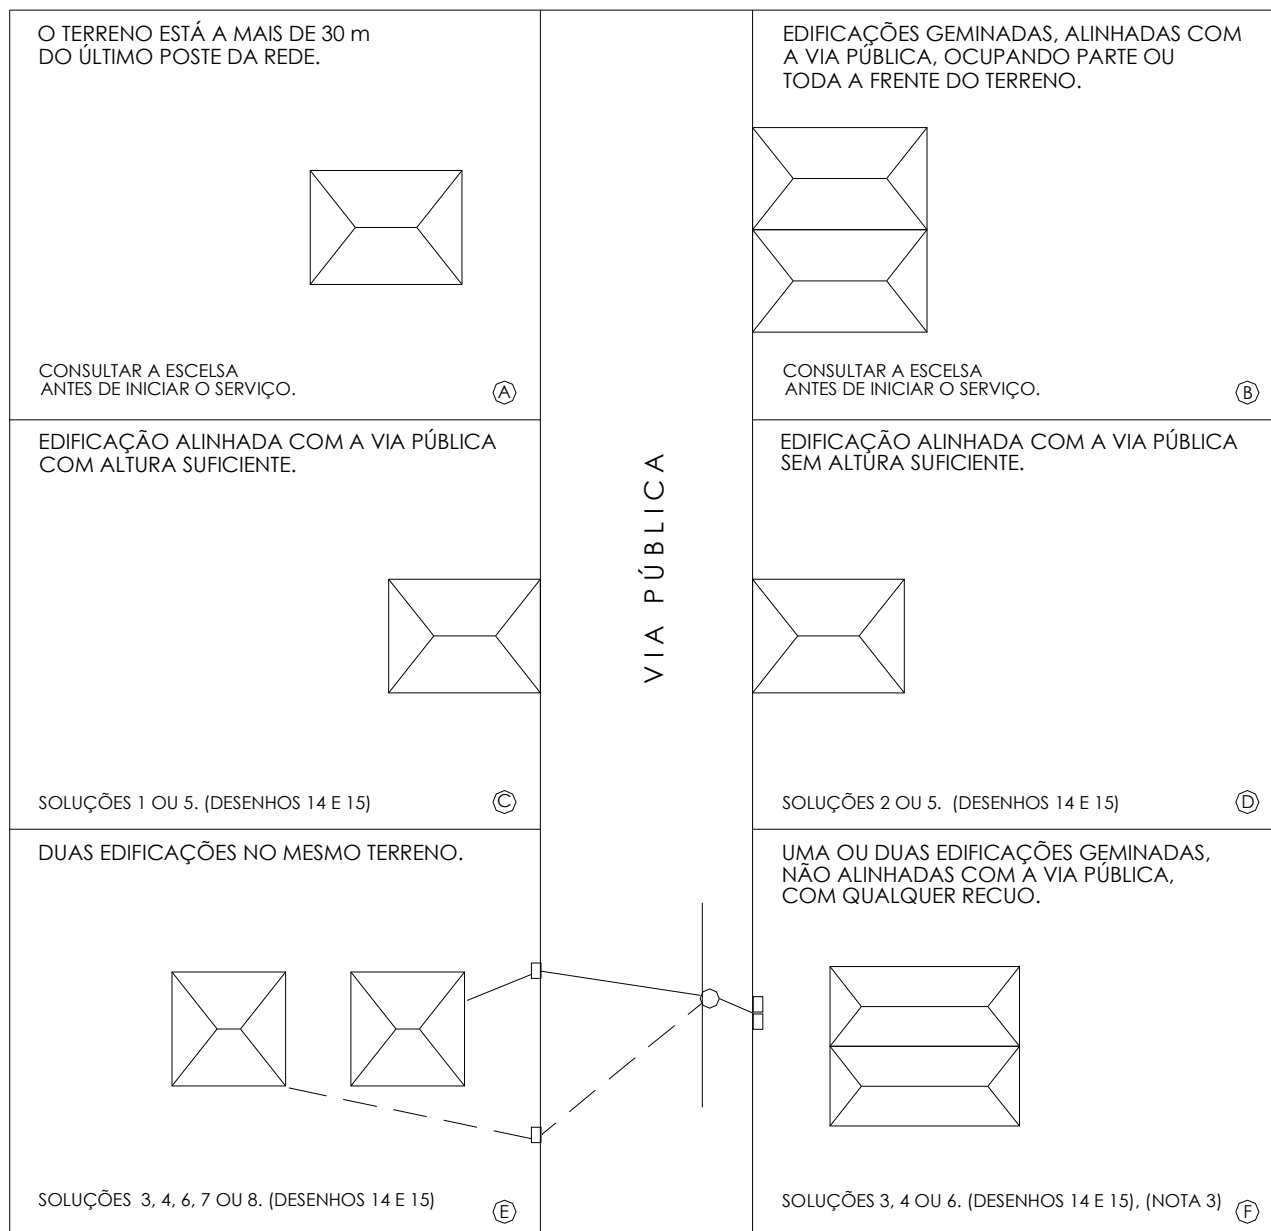 O TERRENO ESTÁ A MAIS DE 30 m
DO ÚLTIMO POSTE DA REDE.
CONSULTAR A ESCELSA
ANTES DE INICIAR O SERVIÇO.
A
EDIFICAÇÕES GEMINADAS, ALINHADAS COM
A VIA PÚBLICA, OCUPANDO PARTE OU
TODA A FRENTE DO TERRENO.
CONSULTAR A ESCELSA
ANTES DE INICIAR O SERVIÇO.
B
EDIFICAÇÃO ALINHADA COM A VIA PÚBLICA
COM ALTURA SUFICIENTE.
SOLUÇÕES 1 OU 5. (DESENHOS 14 E 15)
C
VIA PÚBLICA
EDIFICAÇÃO ALINHADA COM A VIA PÚBLICA
SEM ALTURA SUFICIENTE.
SOLUÇÕES 2 OU 5. (DESENHOS 14 E 15)
D
DUAS EDIFICAÇÕES NO MESMO TERRENO.
SOLUÇÕES 3, 4, 6, 7 OU 8. (DESENHOS 14 E 15)
E
UMA OU DUAS EDIFICAÇÕES GEMINADAS,
NÃO ALINHADAS COM A VIA PÚBLICA,
COM QUALQUER RECUO.
SOLUÇÕES 3, 4 OU 6. (DESENHOS 14 E 15), (NOTA 3)
F